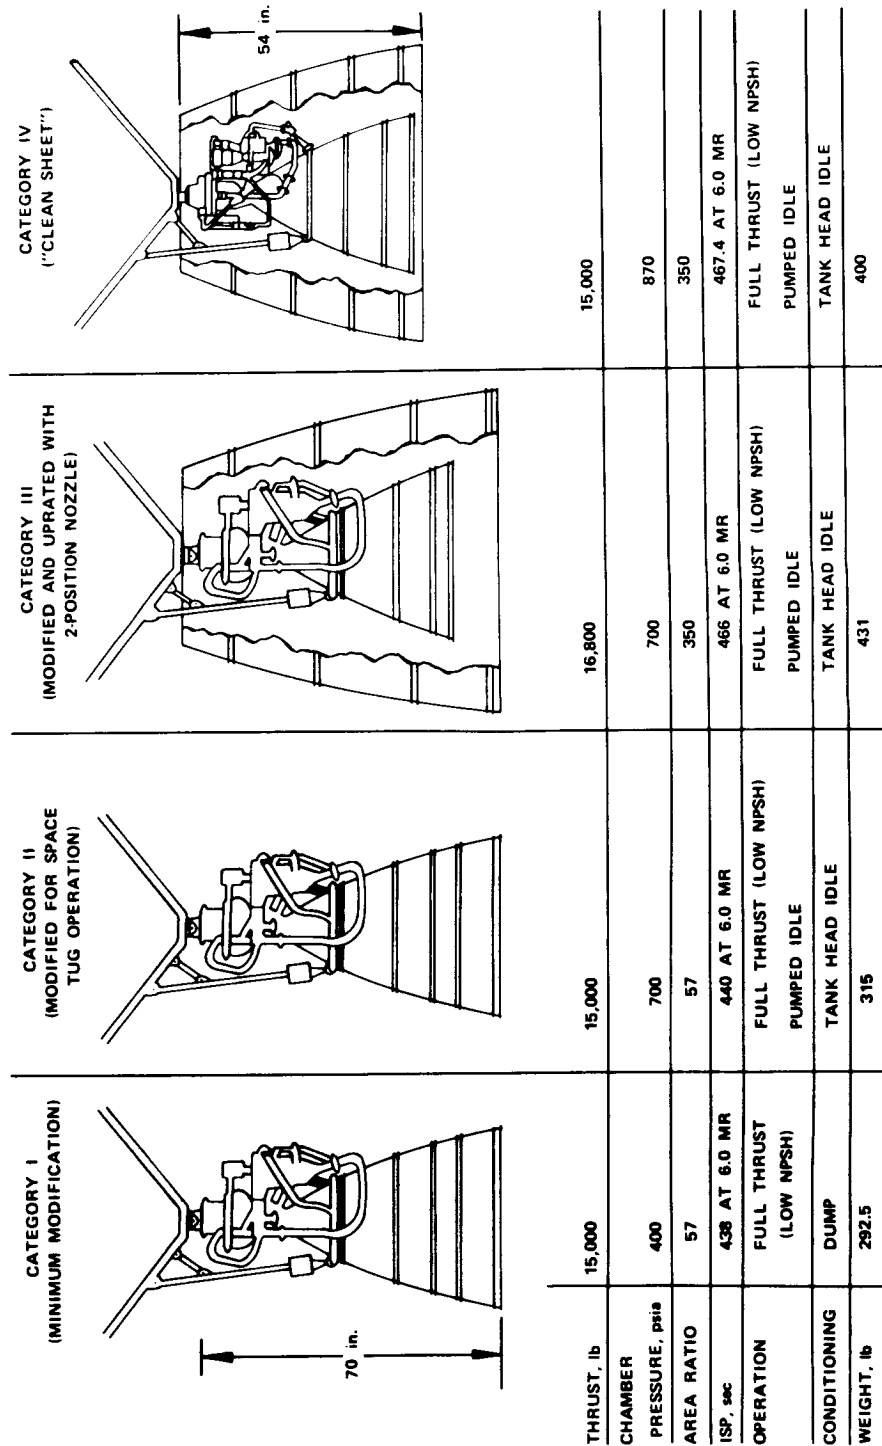 CATEGORY I
(MINIMUM MODIFICATION)
CATEGORY II
(MODIFIED FOR SPACE
TUG OPERATION)
CATEGORY III
(MODIFIED AND UPRATED WITH
2-POSITION NOZZLE)
CATEGORY IV
("CLEAN SHEET")
70 in.
54 in.
THRUST, lb 15,000 15,000 16,800 15,000
CHAMBER
PRESSURE, psia 400 700 700 870
AREA RATIO 57 57 350 350
ISP, sec 438 AT 6.0 MR 440 AT 6.0 MR 466 AT 6.0 MR 467.4 AT 6.0 MR
OPERATION FULL THRUST FULL THRUST (LOW NPSH) FULL THRUST (LOW NPSH) FULL THRUST (LOW NPSH)
(LOW NPSH) PUMPED IDLE PUMPED IDLE PUMPED IDLE
CONDITIONING DUMP TANK HEAD IDLE TANK HEAD IDLE TANK HEAD IDLE
WEIGHT, lb 292.5 315 431 400